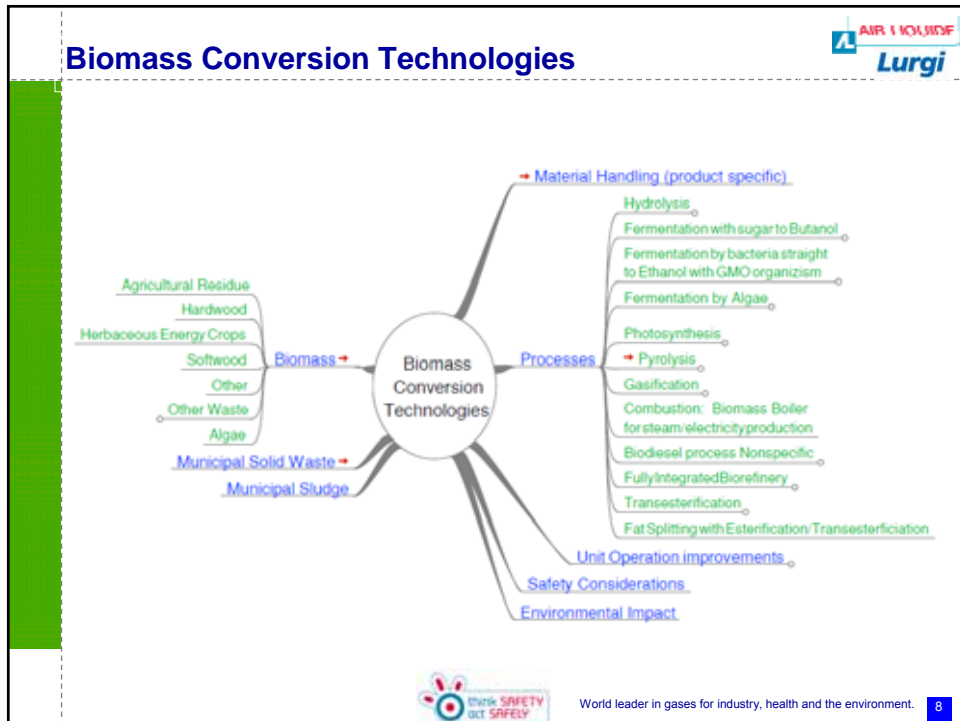 Biomass Conversion Technologies
AIR LIQUIDE
Lurgi
Material Handling (product specific)
Hydrolysis
Fermentation with sugar to Butanol
Fermentation by bacteria straight
to Ethanol with GMO organizism
Fermentation by Algae
Photosynthesis
Processes
Pyrolysis
Gasification
Combustion: Biomass Boiler
for steam/electricity production
Biodiesel process Nonspecific
Fully Integrated Biorefinery
Transesterification
Fat Splitting with Esterification/Transesterficiation
Agricultural Residue
Hardwood
Herbaceous Energy Crops
Softwood
Other
Other Waste
Algae
Biomass
Biomass
Conversion
Technologies
Municipal Solid Waste
Municipal Sludge
Unit Operation improvements
Safety Considerations
Environmental Impact
think SAFETY
act SAFELY
World leader in gases for industry, health and the environment.
8